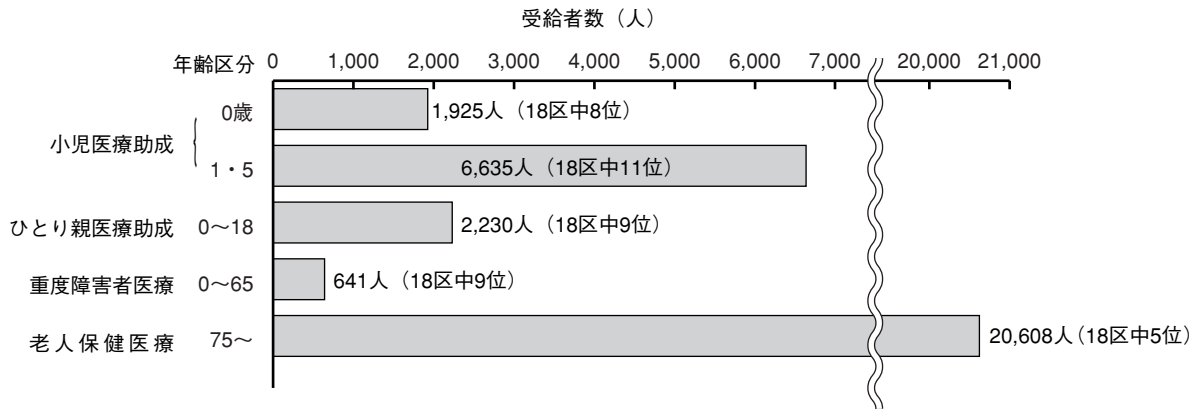 受給者数（人）
年齢区分 0 1,000 2,000 3,000 4,000 5,000 6,000 7,000 20,000 21,000
小児医療助成
0歳 1,925人（18区中8位）
1・5 6,635人（18区中11位）
ひとり親医療助成 0～18 2,230人（18区中9位）
重度障害者医療 0～65 641人（18区中9位）
老人保健医療 75～ 20,608人（18区中5位）